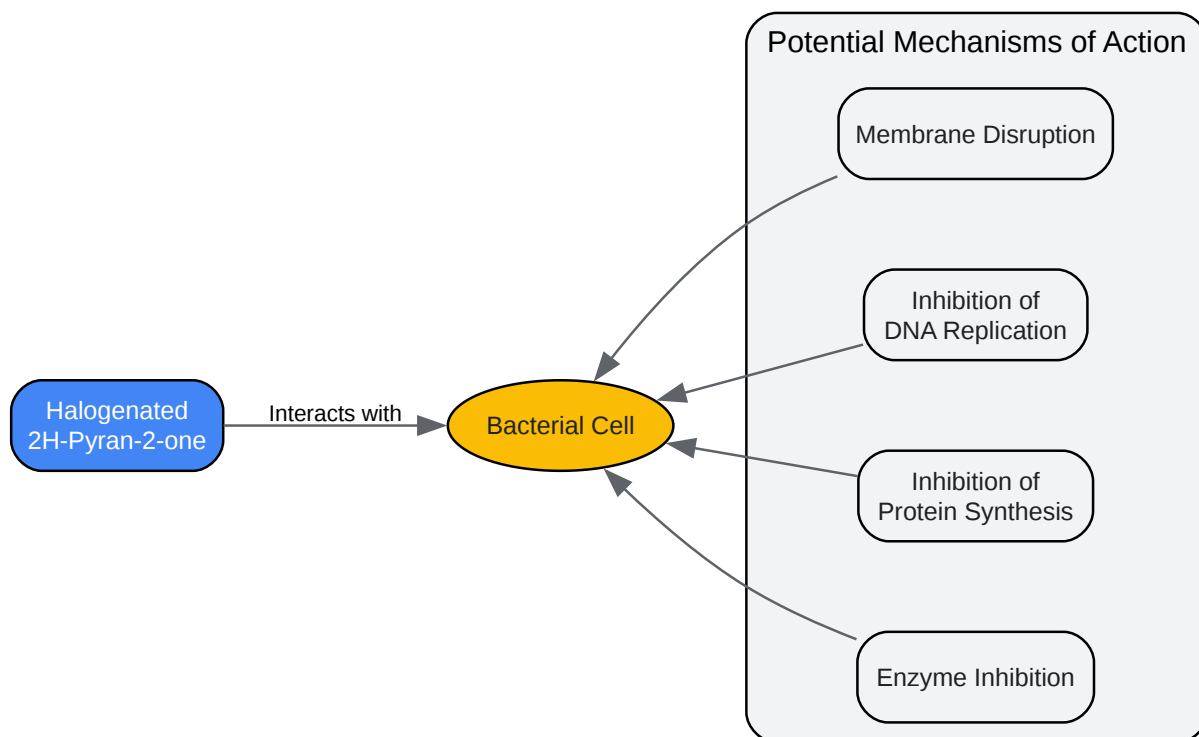 Potential Mechanisms of Action
Membrane Disruption
Inhibition of
DNA Replication
Halogenated
2H-Pyran-2-one
Interacts with
Bacterial Cell
Inhibition of
Protein Synthesis
Enzyme Inhibition